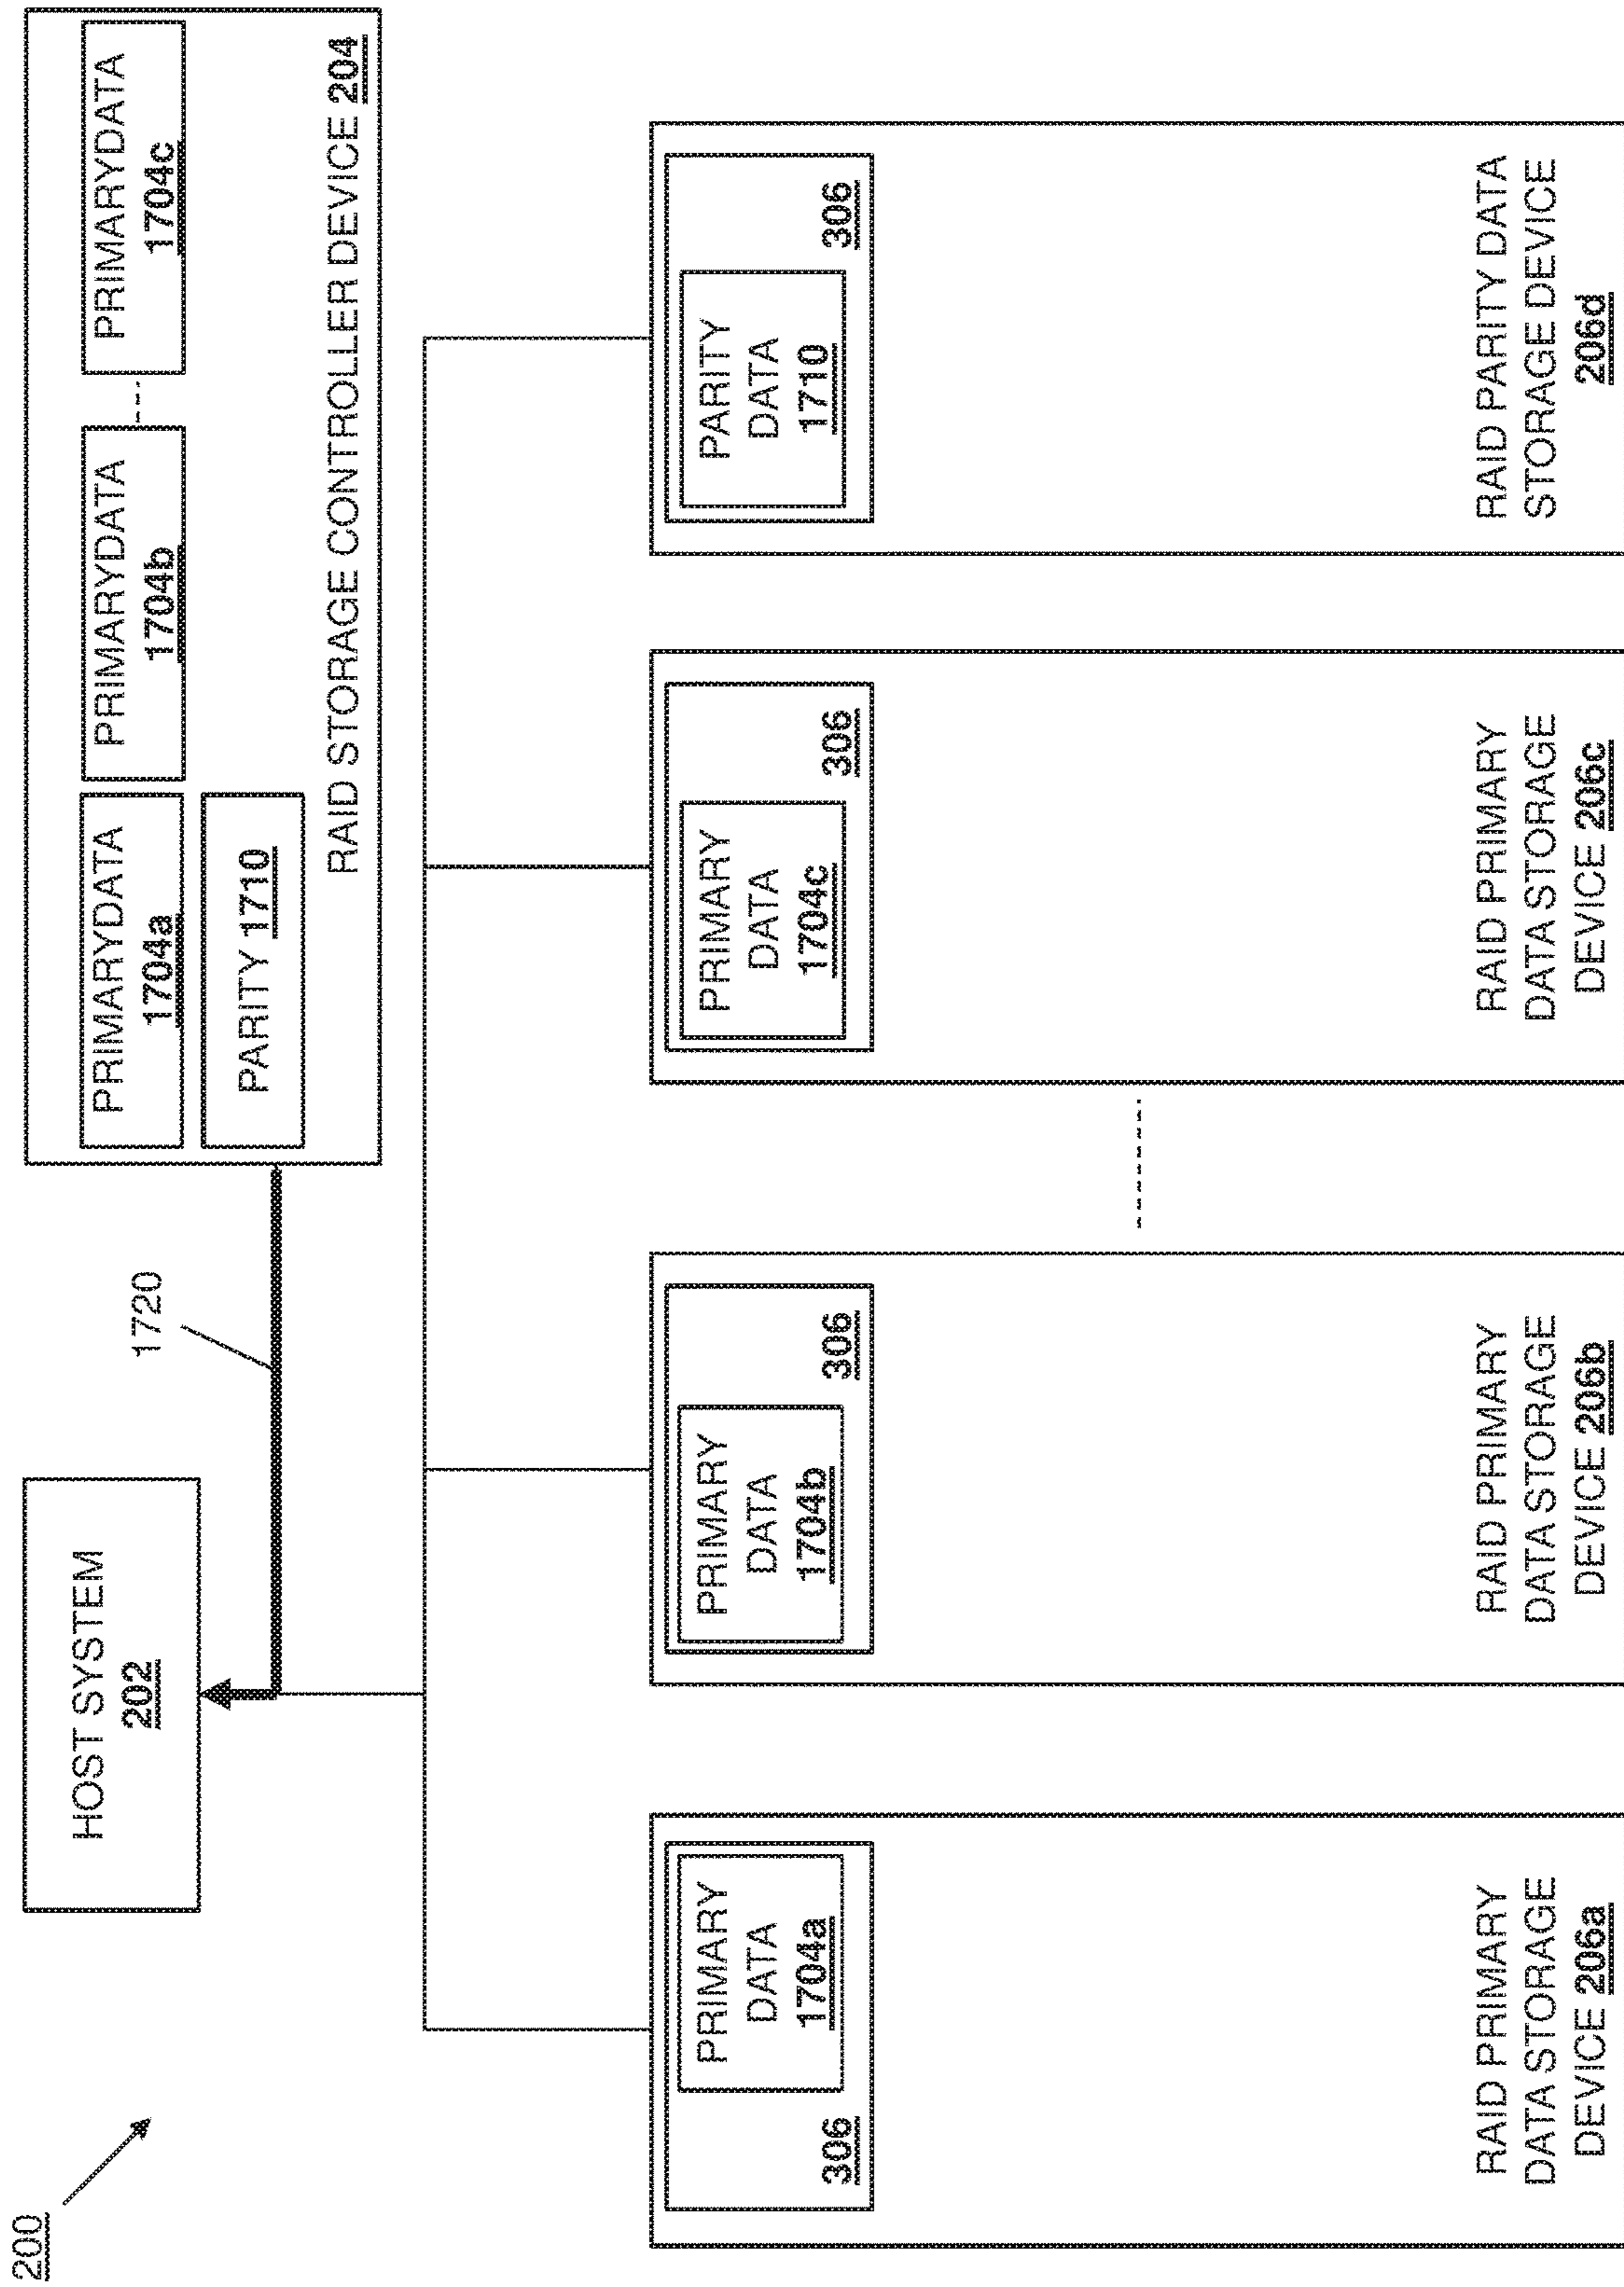 200
HOST SYSTEM
202
1720
PRIMARYDATA
1704a
PRIMARYDATA
1704b
PRIMARYDATA
1704c
PARITY 1710
RAID STORAGE CONTROLLER DEVICE 204
306
PRIMARY
DATA
1704a
RAID PRIMARY
DATA STORAGE
DEVICE 206a
PRIMARY
DATA
1704b
306
RAID PRIMARY
DATA STORAGE
DEVICE 206b
PRIMARY
DATA
1704c
306
RAID PRIMARY
DATA STORAGE
DEVICE 206c
PARITY
DATA
1710
306
RAID PARITY DATA
STORAGE DEVICE
206d